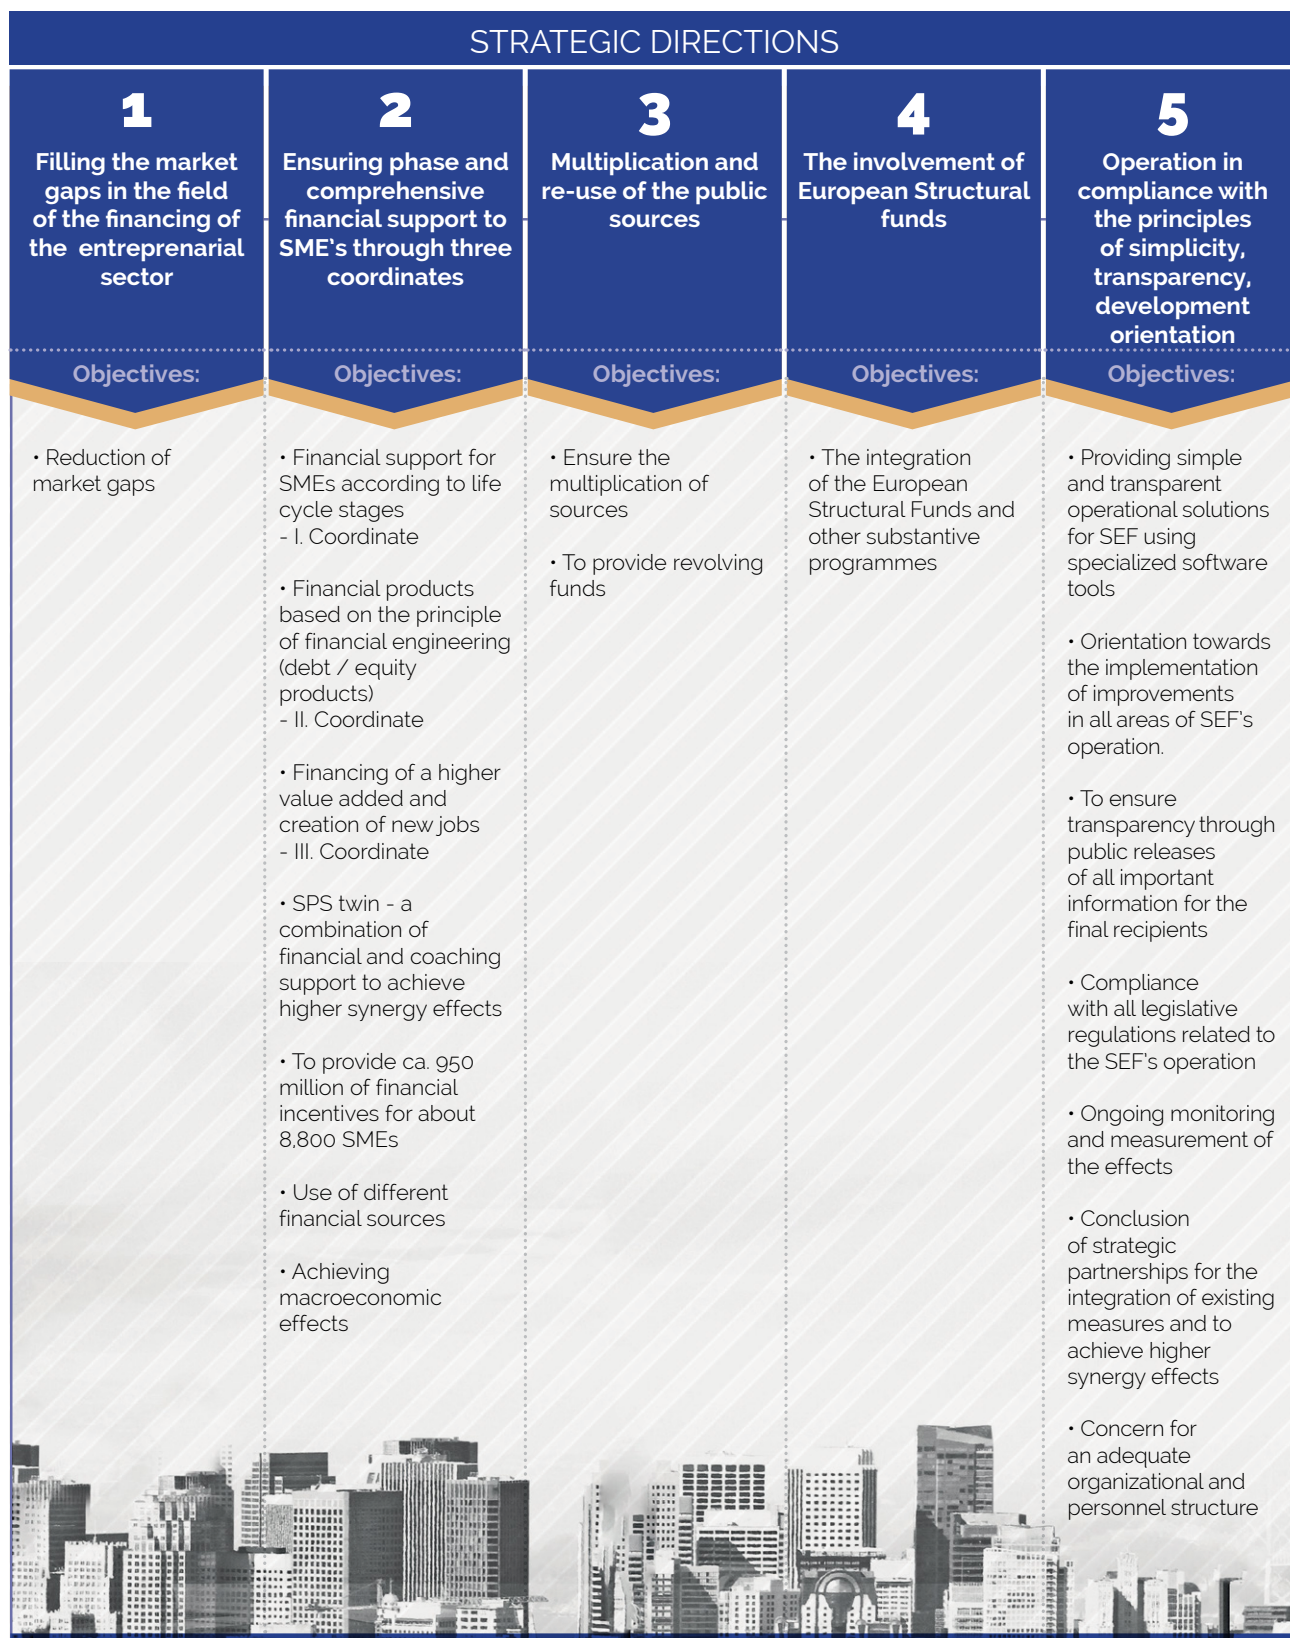 STRATEGIC DIRECTIONS
1
Filling the market
gaps in the field
of the financing of
the entreprenarial
sector
Objectives:
• Reduction of
market gaps
2
Ensuring phase and
comprehensive
financial support to
SME's through three
coordinates
Objectives:
• Financial support for
SMEs according to life
cycle stages
- I. Coordinate
• Financial products
based on the principle
of financial engineering
(debt / equity
products)
- II. Coordinate
• Financing of a higher
value added and
creation of new jobs
- III. Coordinate
• SPS twin - a
combination of
financial and coaching
support to achieve
higher synergy effects
• To provide ca. 950
million of financial
incentives for about
8,800 SMEs
• Use of different
financial sources
• Achieving
macroeconomic
effects
3
Multiplication and
re-use of the public
sources
Objectives:
• Ensure the
multiplication of
sources
• To provide revolving
funds
4
The involvement of
European Structural
funds
Objectives:
• The integration
of the European
Structural Funds and
other substantive
programmes
5
Operation in
compliance with
the principles
of simplicity,
transparency,
development
orientation
Objectives:
• Providing simple
and transparent
operational solutions
for SEF using
specialized software
tools
• Orientation towards
the implementation
of improvements
in all areas of SEF's
operation.
• To ensure
transparency through
public releases
of all important
information for the
final recipients
• Compliance
with all legislative
regulations related to
the SEF's operation
• Ongoing monitoring
and measurement of
the effects
• Conclusion
of strategic
partnerships for the
integration of existing
measures and to
achieve higher
synergy effects
• Concern for
an adequate
organizational and
personnel structure